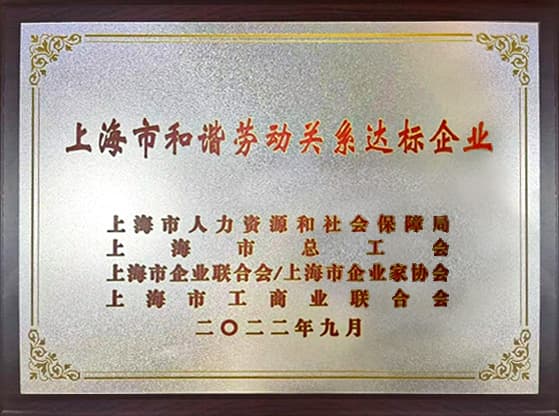 上海市和谐劳动关系达标企业
上海市人力资源和社会保障局
上海市总工会
上海市企业联合会/上海市企业家协会
上海市工商业联合会
二〇二二年九月